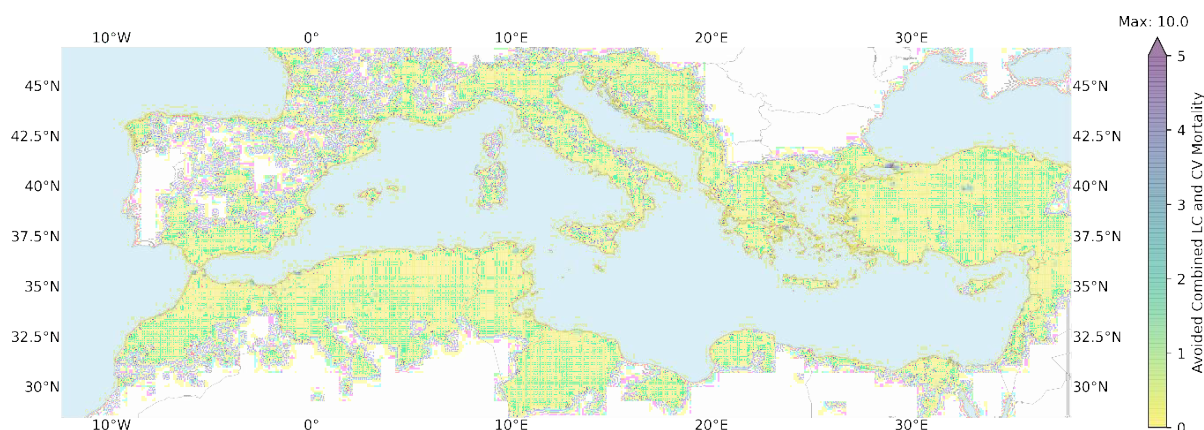 Max: 10.0
10°W 0° 10°E 20°E 30°E
45°N 45°N 5
42.5°N 42.5°N 4
40°N 40°N 3
37.5°N 37.5°N 2
35°N 35°N
32.5°N 32.5°N 1
30°N 30°N 0
10°W 0° 10°E 20°E 30°E
Avoided Combined LC and CV Mortality